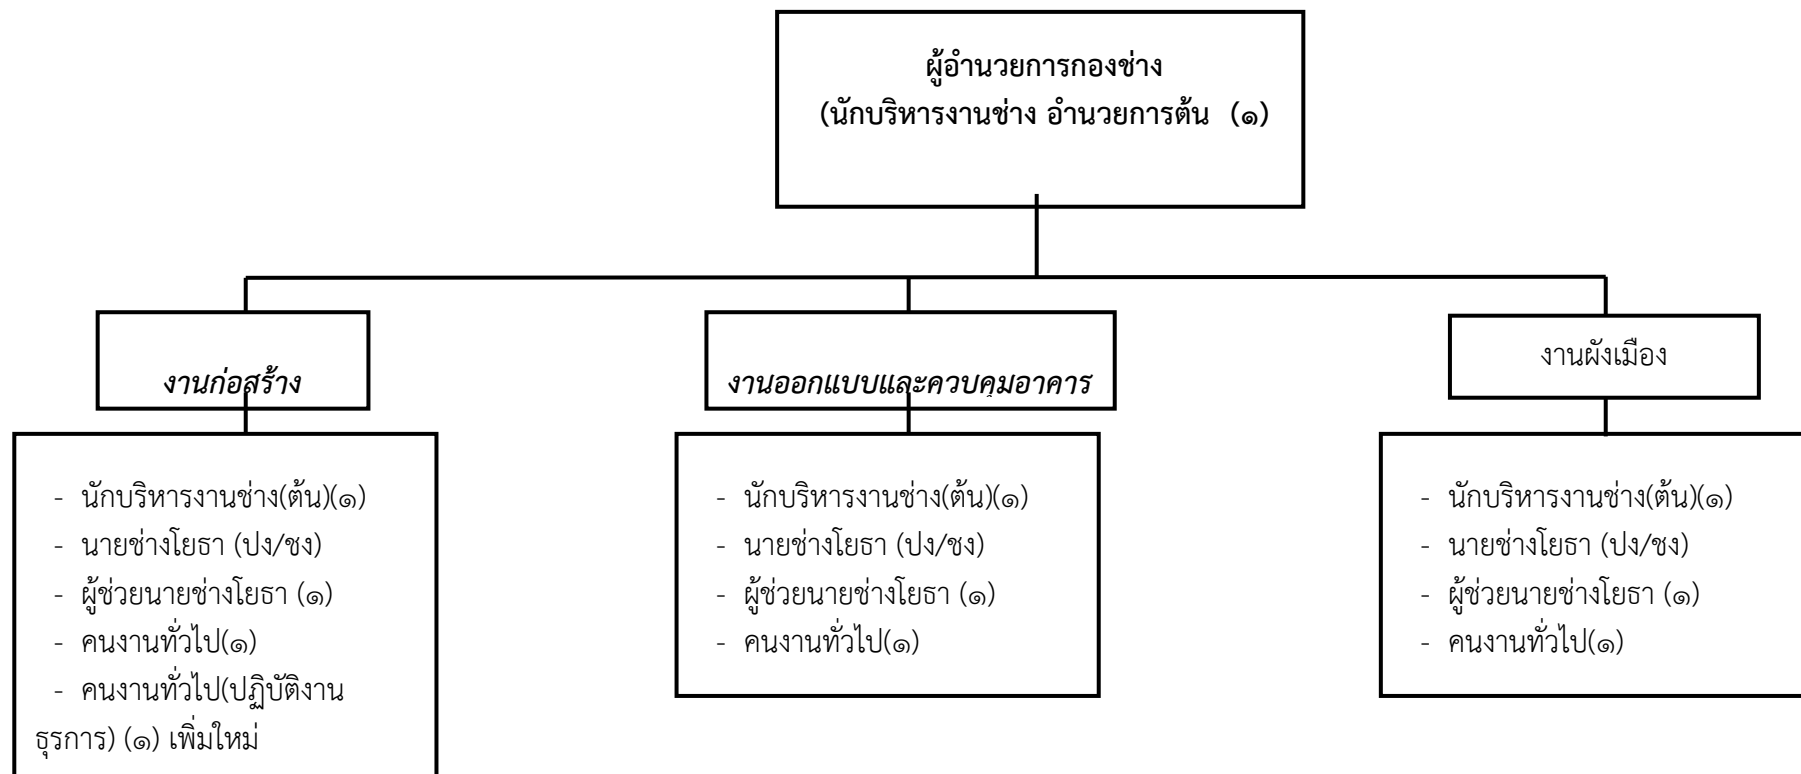 ผู้อำนวยการกองช่าง
(นักบริหารงานช่าง อำนวยการต้น (๑)
งานก่อสร้าง
งานออกแบบและควบคุมอาคาร
งานผังเมือง
- นักบริหารงานช่าง(ต้น)(๑)
- นายช่างโยธา (ปง/ชง)
- ผู้ช่วยนายช่างโยธา (๑)
- คนงานทั่วไป(๑)
- คนงานทั่วไป(ปฏิบัติงาน
ธุรการ) (๑) เพิ่มใหม่
- นักบริหารงานช่าง(ต้น)(๑)
- นายช่างโยธา (ปง/ชง)
- ผู้ช่วยนายช่างโยธา (๑)
- คนงานทั่วไป(๑)
- นักบริหารงานช่าง(ต้น)(๑)
- นายช่างโยธา (ปง/ชง)
- ผู้ช่วยนายช่างโยธา (๑)
- คนงานทั่วไป(๑)